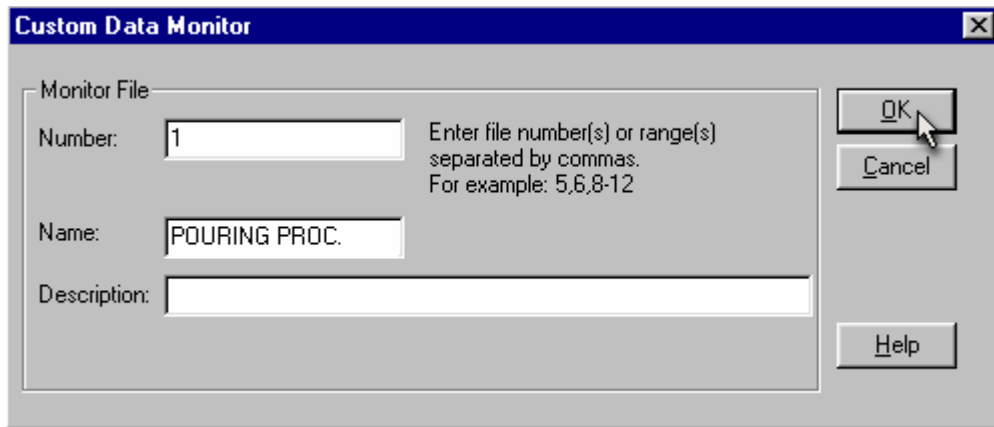 Custom Data Monitor
Monitor File
Number:
1
Enter file number(s) or range(s)
separated by commas.
For example: 5,6,8-12
Name:
POURING PROC.
Description:
OK
Cancel
Help